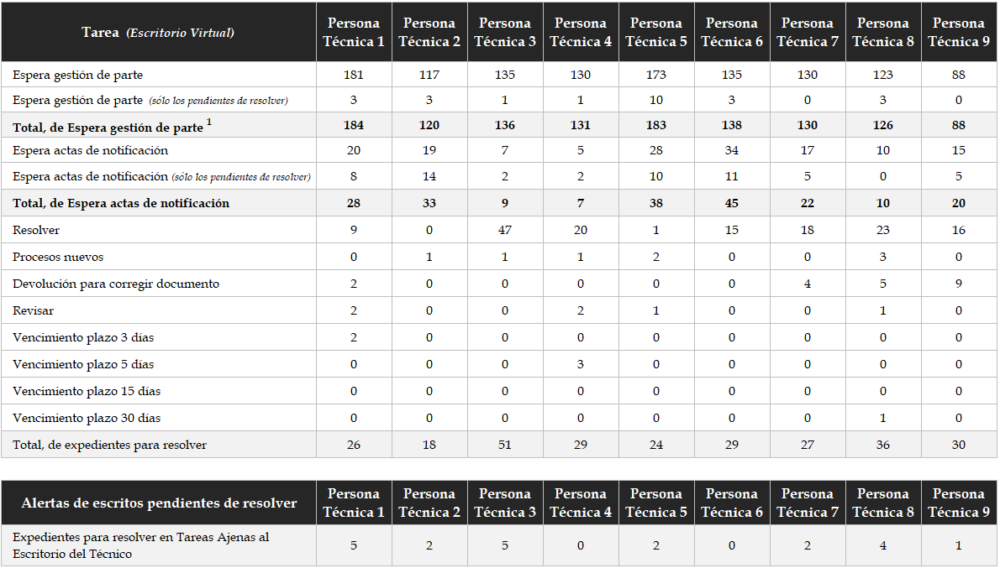 Tarea (Escritorio Virtual) Persona Técnica 1 Persona Técnica 2 Persona Técnica 3 Persona Técnica 4 Persona Técnica 5 Persona Técnica 6 Persona Técnica 7 Persona Técnica 8 Persona Técnica 9
Espera gestión de parte 181 117 135 130 173 135 130 123 88
Espera gestión de parte (sólo los pendientes de resolver) 3 3 1 1 10 3 0 3 0
Total, de Espera gestión de parte 1 184 120 136 131 183 138 130 126 88
Espera actas de notificación 20 19 7 5 28 34 17 10 15
Espera actas de notificación (sólo los pendientes de resolver) 8 14 2 2 10 11 5 0 5
Total, de Espera actas de notificación 28 33 9 7 38 45 22 10 20
Resolver 9 0 47 20 1 15 18 23 16
Procesos nuevos 0 1 1 1 2 0 0 3 0
Devolución para corregir documento 2 0 0 0 0 0 4 5 9
Revisar 2 0 0 2 1 0 0 1 0
Vencimiento plazo 3 días 2 0 0 0 0 0 0 0 0
Vencimiento plazo 5 días 0 0 0 3 0 0 0 0 0
Vencimiento plazo 15 días 0 0 0 0 0 0 0 0 0
Vencimiento plazo 30 días 0 0 0 0 0 0 0 1 0
Total, de expedientes para resolver 26 18 51 29 24 29 27 36 30
Alertas de escritos pendientes de resolver Persona Técnica 1 Persona Técnica 2 Persona Técnica 3 Persona Técnica 4 Persona Técnica 5 Persona Técnica 6 Persona Técnica 7 Persona Técnica 8 Persona Técnica 9
Expedientes para resolver en Tareas Ajenas al
Escritorio del Técnico 5 2 5 0 2 0 2 4 1